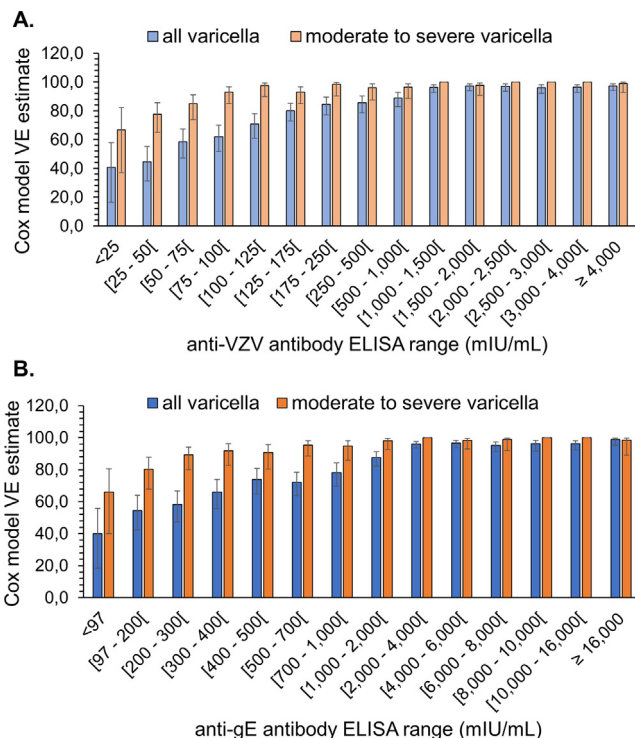 A.
all varicella moderate to severe varicella
Cox model VE estimate
120,0
100,0
80,0
60,0
40,0
20,0
0,0
<25
[25 - 50[
[50 - 75[
[75 - 100[
[100 - 125[
[125 - 175[
[175 - 250[
[250 - 500[
[500 - 1,000[
[1,000 - 1,500[
[1,500 - 2,000[
[2,000 - 2,500[
[2,500 - 3,000[
[3,000 - 4,000[
≥ 4,000
anti-VZV antibody ELISA range (mIU/mL)
B.
all varicella moderate to severe varicella
Cox model VE estimate
120,0
100,0
80,0
60,0
40,0
20,0
0,0
<97
[97 - 200[
[200 - 300[
[300 - 400[
[400 - 500[
[500 - 700[
[700 - 1,000[
[1,000 - 2,000[
[2,000 - 4,000[
[4,000 - 6,000[
[6,000 - 8,000[
[8,000 - 10,000[
[10,000 - 16,000[
≥ 16,000
anti-gE antibody ELISA range (mIU/mL)